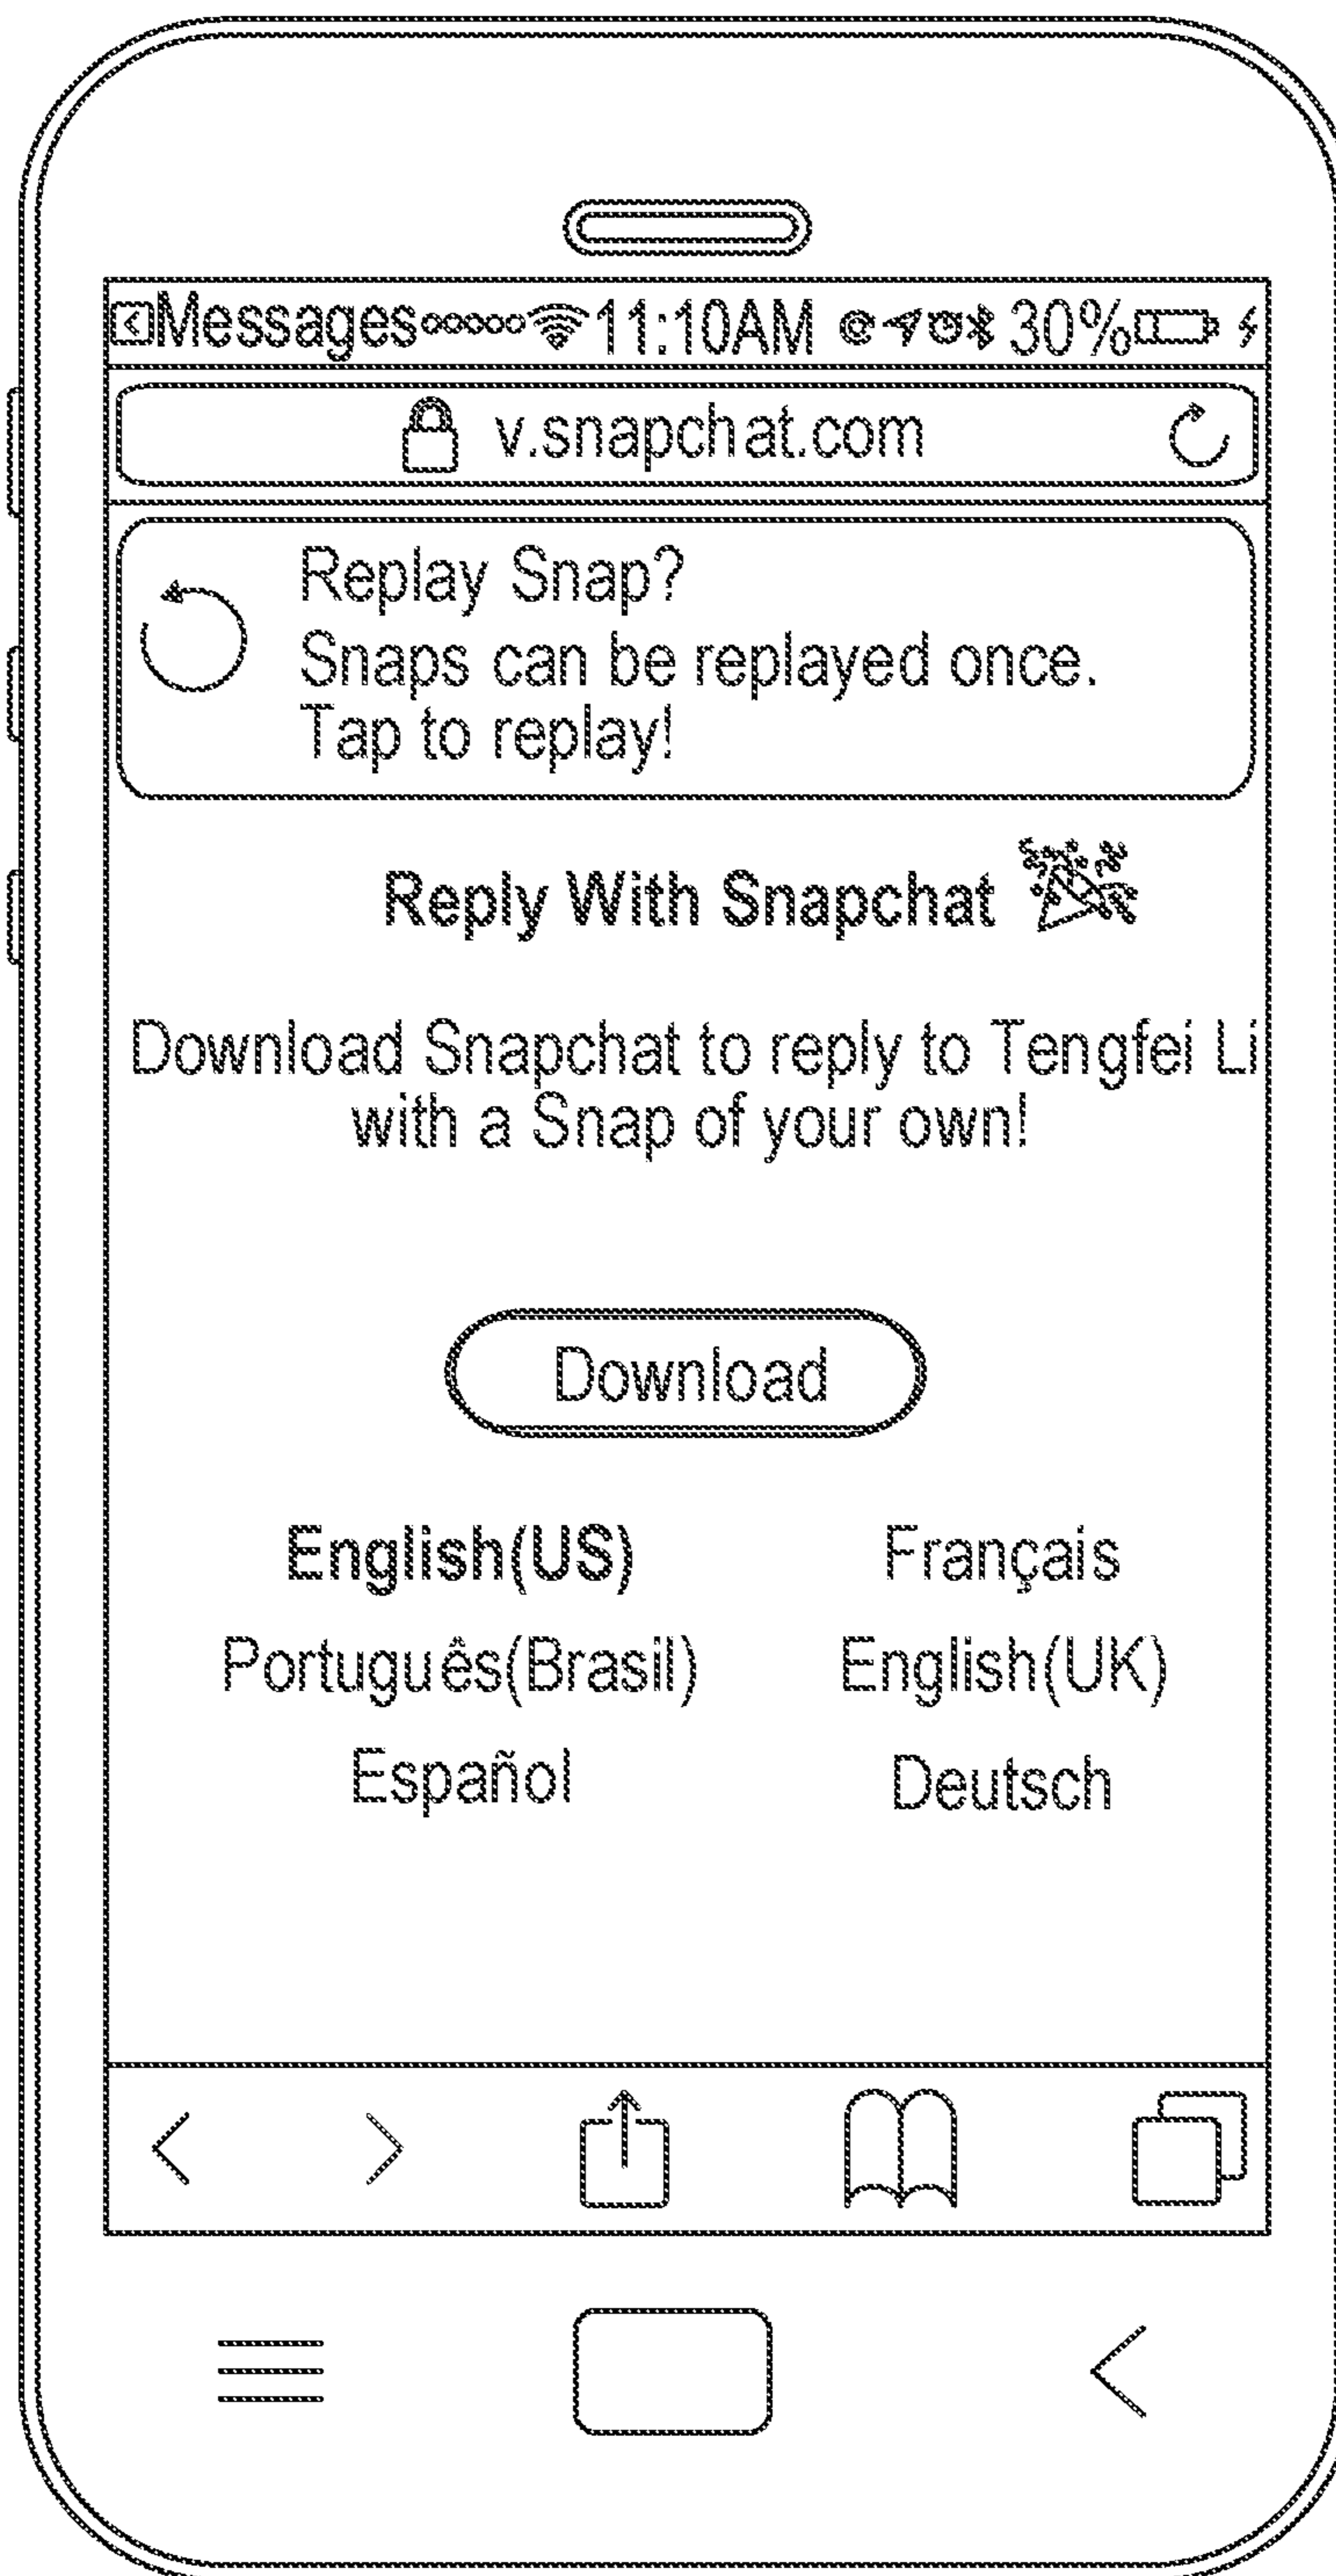 Messages 11:10AM 30%
v.snapchat.com
Replay Snap?
Snaps can be replayed once.
Tap to replay!
Reply With Snapchat
Download Snapchat to reply to Tengfei Li
with a Snap of your own!
Download
English(US) Français
Português(Brasil) English(UK)
Español Deutsch